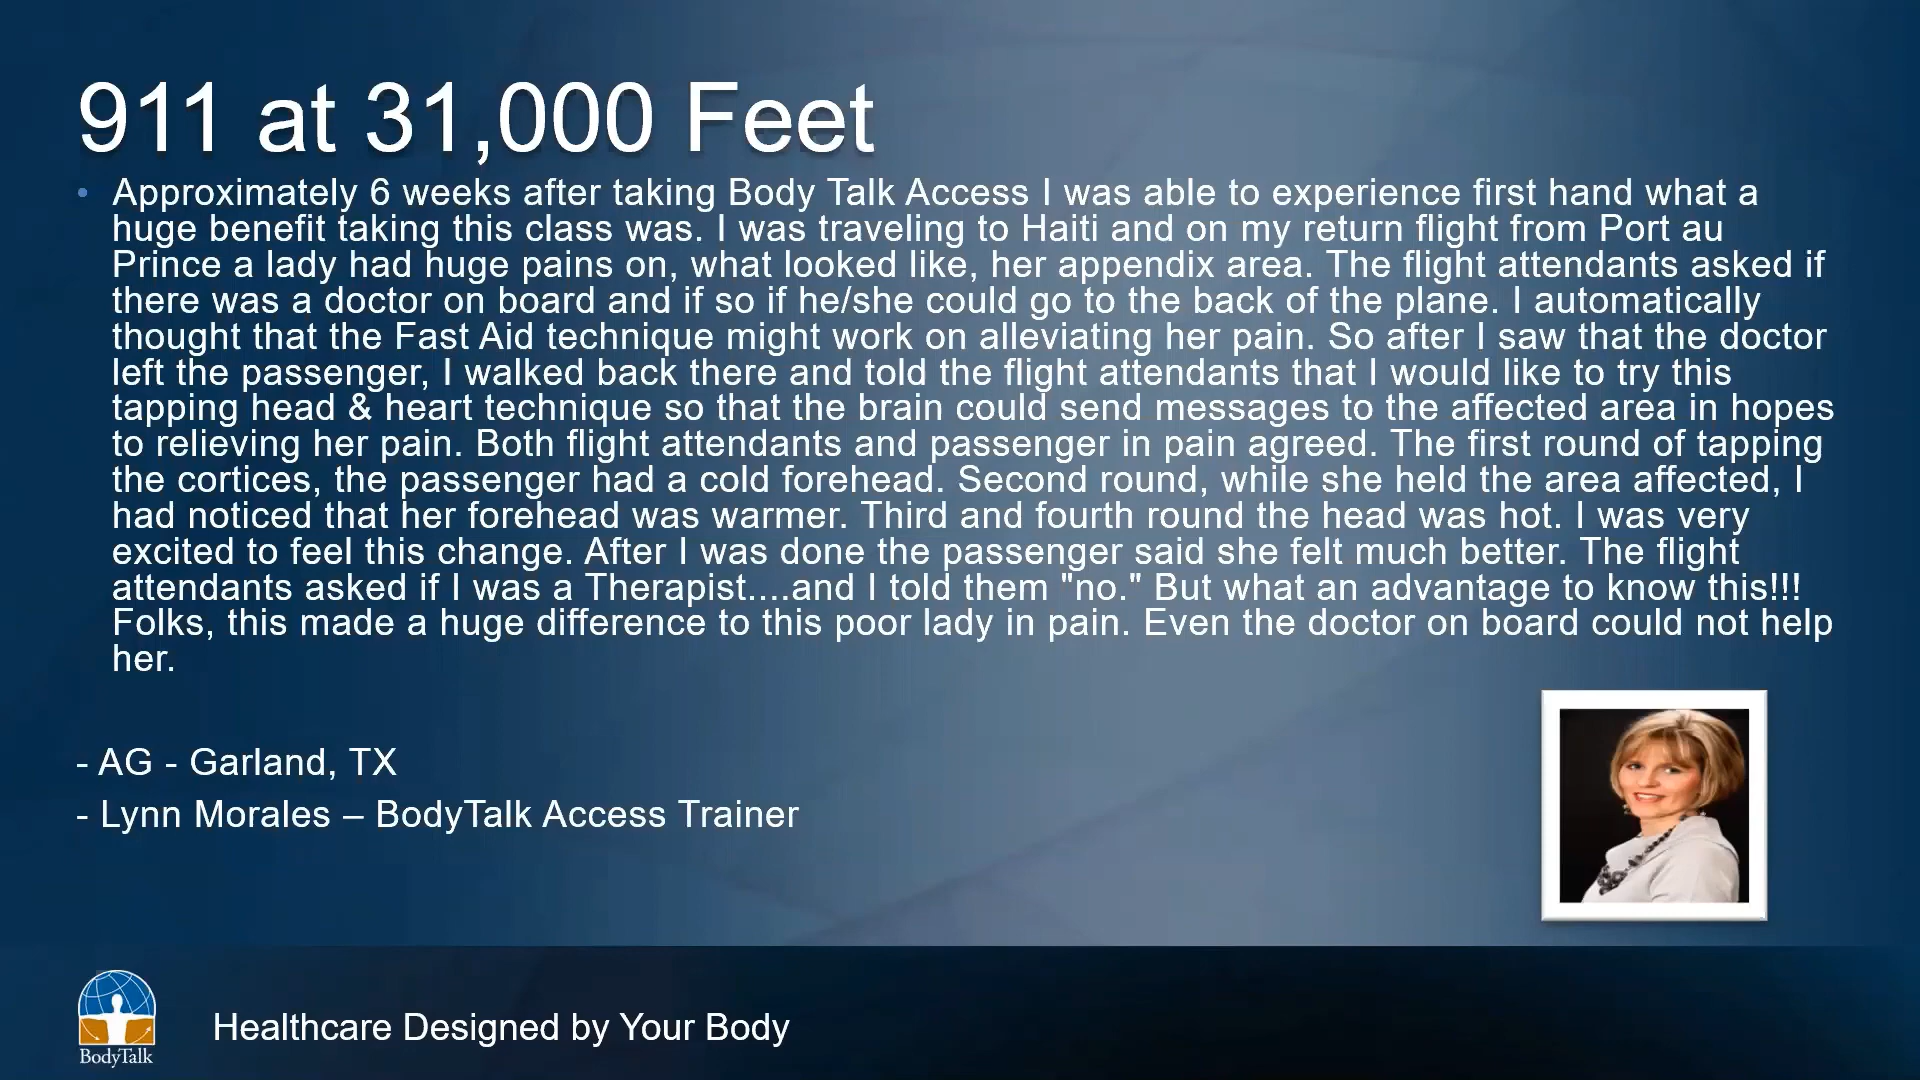 911 at 31,000 Feet
• Approximately 6 weeks after taking Body Talk Access I was able to experience first hand what a
huge benefit taking this class was. I was traveling to Haiti and on my return flight from Port au
Prince a lady had huge pains on, what looked like, her appendix area. The flight attendants asked if
there was a doctor on board and if so if he/she could go to the back of the plane. I automatically
thought that the Fast Aid technique might work on alleviating her pain. So after I saw that the doctor
left the passenger, I walked back there and told the flight attendants that I would like to try this
tapping head & heart technique so that the brain could send messages to the affected area in hopes
to relieving her pain. Both flight attendants and passenger in pain agreed. The first round of tapping
the cortices, the passenger had a cold forehead. Second round, while she held the area affected, I
had noticed that her forehead was warmer. Third and fourth round the head was hot. I was very
excited to feel this change. After I was done the passenger said she felt much better. The flight
attendants asked if I was a Therapist....and I told them "no." But what an advantage to know this!!!
Folks, this made a huge difference to this poor lady in pain. Even the doctor on board could not help
her.
- AG - Garland, TX
- Lynn Morales – BodyTalk Access Trainer
BodyTalk
Healthcare Designed by Your Body